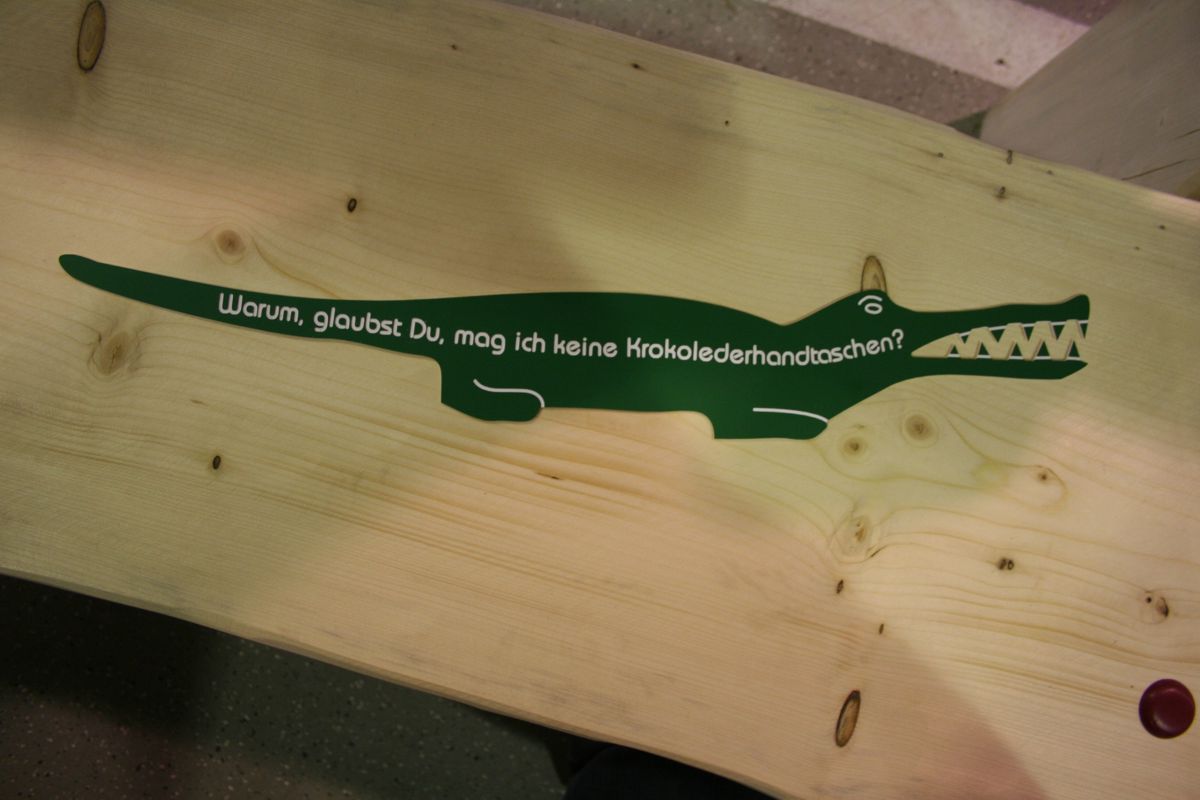 Warum, glaubst Du, mag ich keine Krokolederhandtaschen?